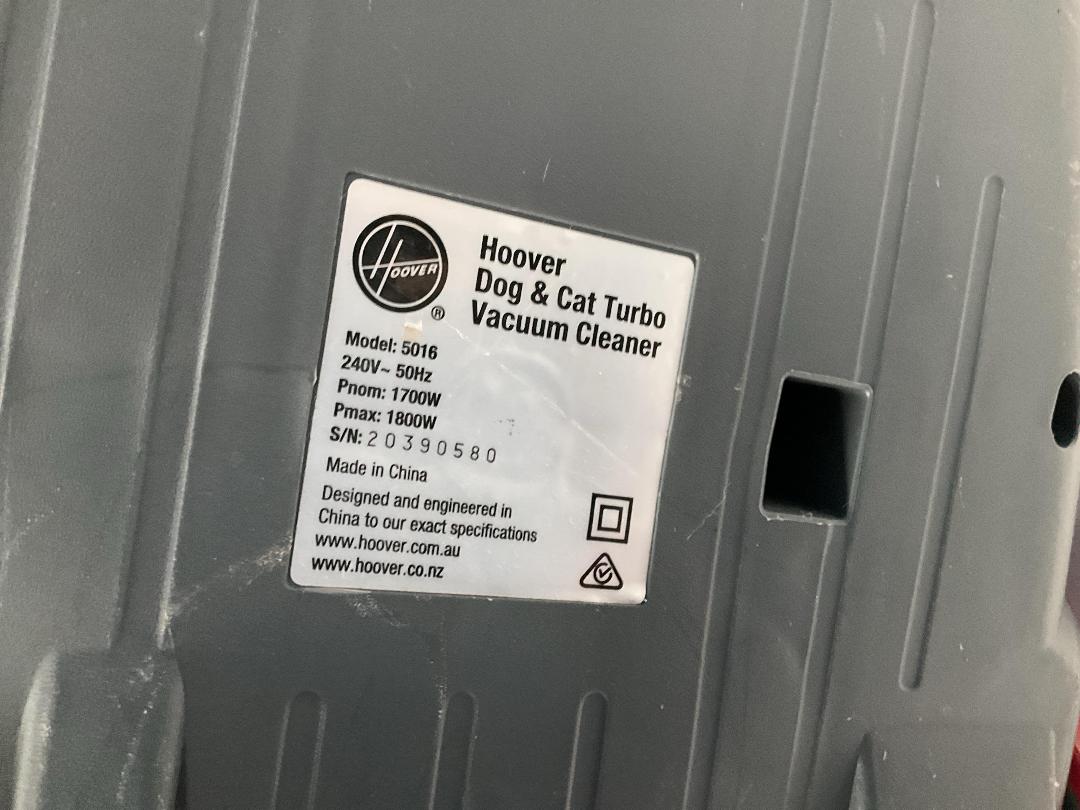 HOOVER
®
Hoover
Dog & Cat Turbo
Vacuum Cleaner
Model: 5016
240V~ 50Hz
Pnom: 1700W
Pmax: 1800W
S/N: 20390580
Made in China
Designed and engineered in
China to our exact specifications
www.hoover.com.au
www.hoover.co.nz